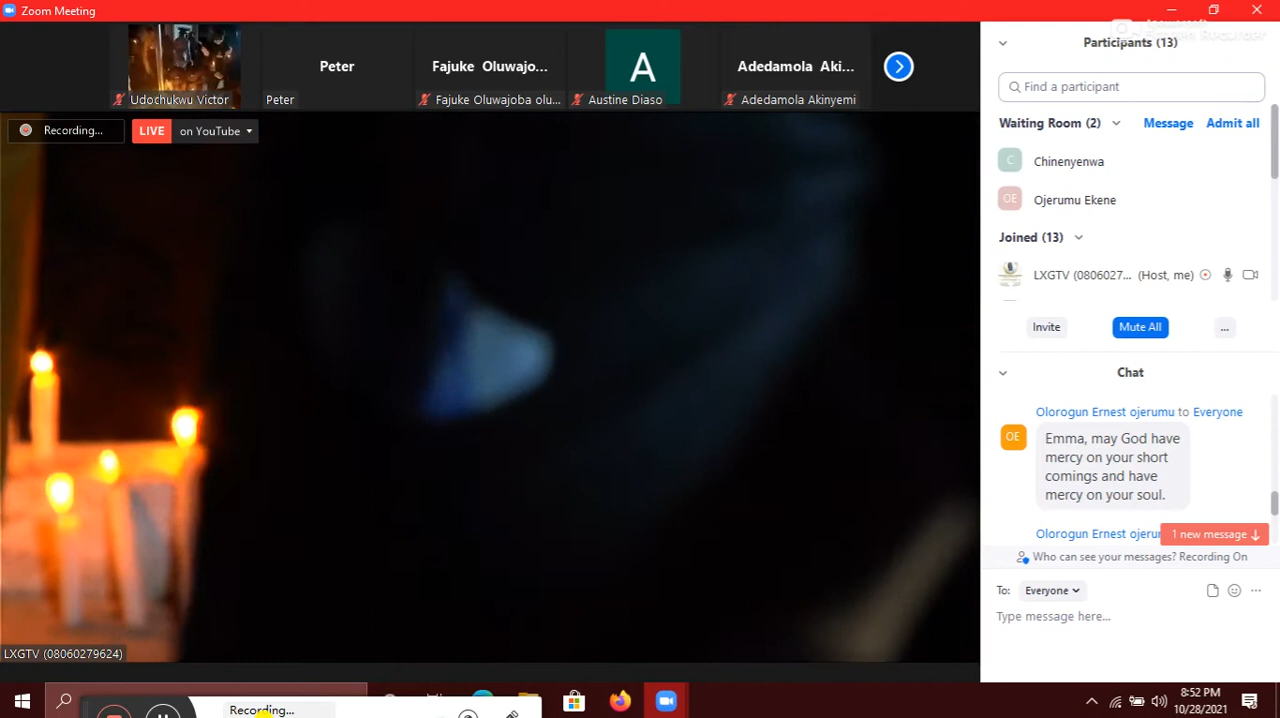 Zoom Meeting
Screen Recorder
Peter
Fajuke Oluwajo...
Adedamola Aki...
A
Udochukwu Victor
Peter
Fajuke Oluwajoba olu...
Austine Diaso
Adedamola Akinyemi
Recording...
LIVE on YouTube
LXGTV (08060279624)
Participants (13)
Find a participant
Waiting Room (2)
Message
Admit all
C
Chinenyenwa
OE
Ojerumu Ekene
Joined (13)
LXGTV (0806027... (Host, me)
Invite
Mute All
...
Chat
Olorogun Ernest ojerumu to Everyone
OE
Emma, may God have
mercy on your short
comings and have
mercy on your soul.
Olorogun Ernest ojeru
1 new message
Who can see your messages? Recording On
To: Everyone
Type message here...
Recording...
8:52 PM
10/28/2021